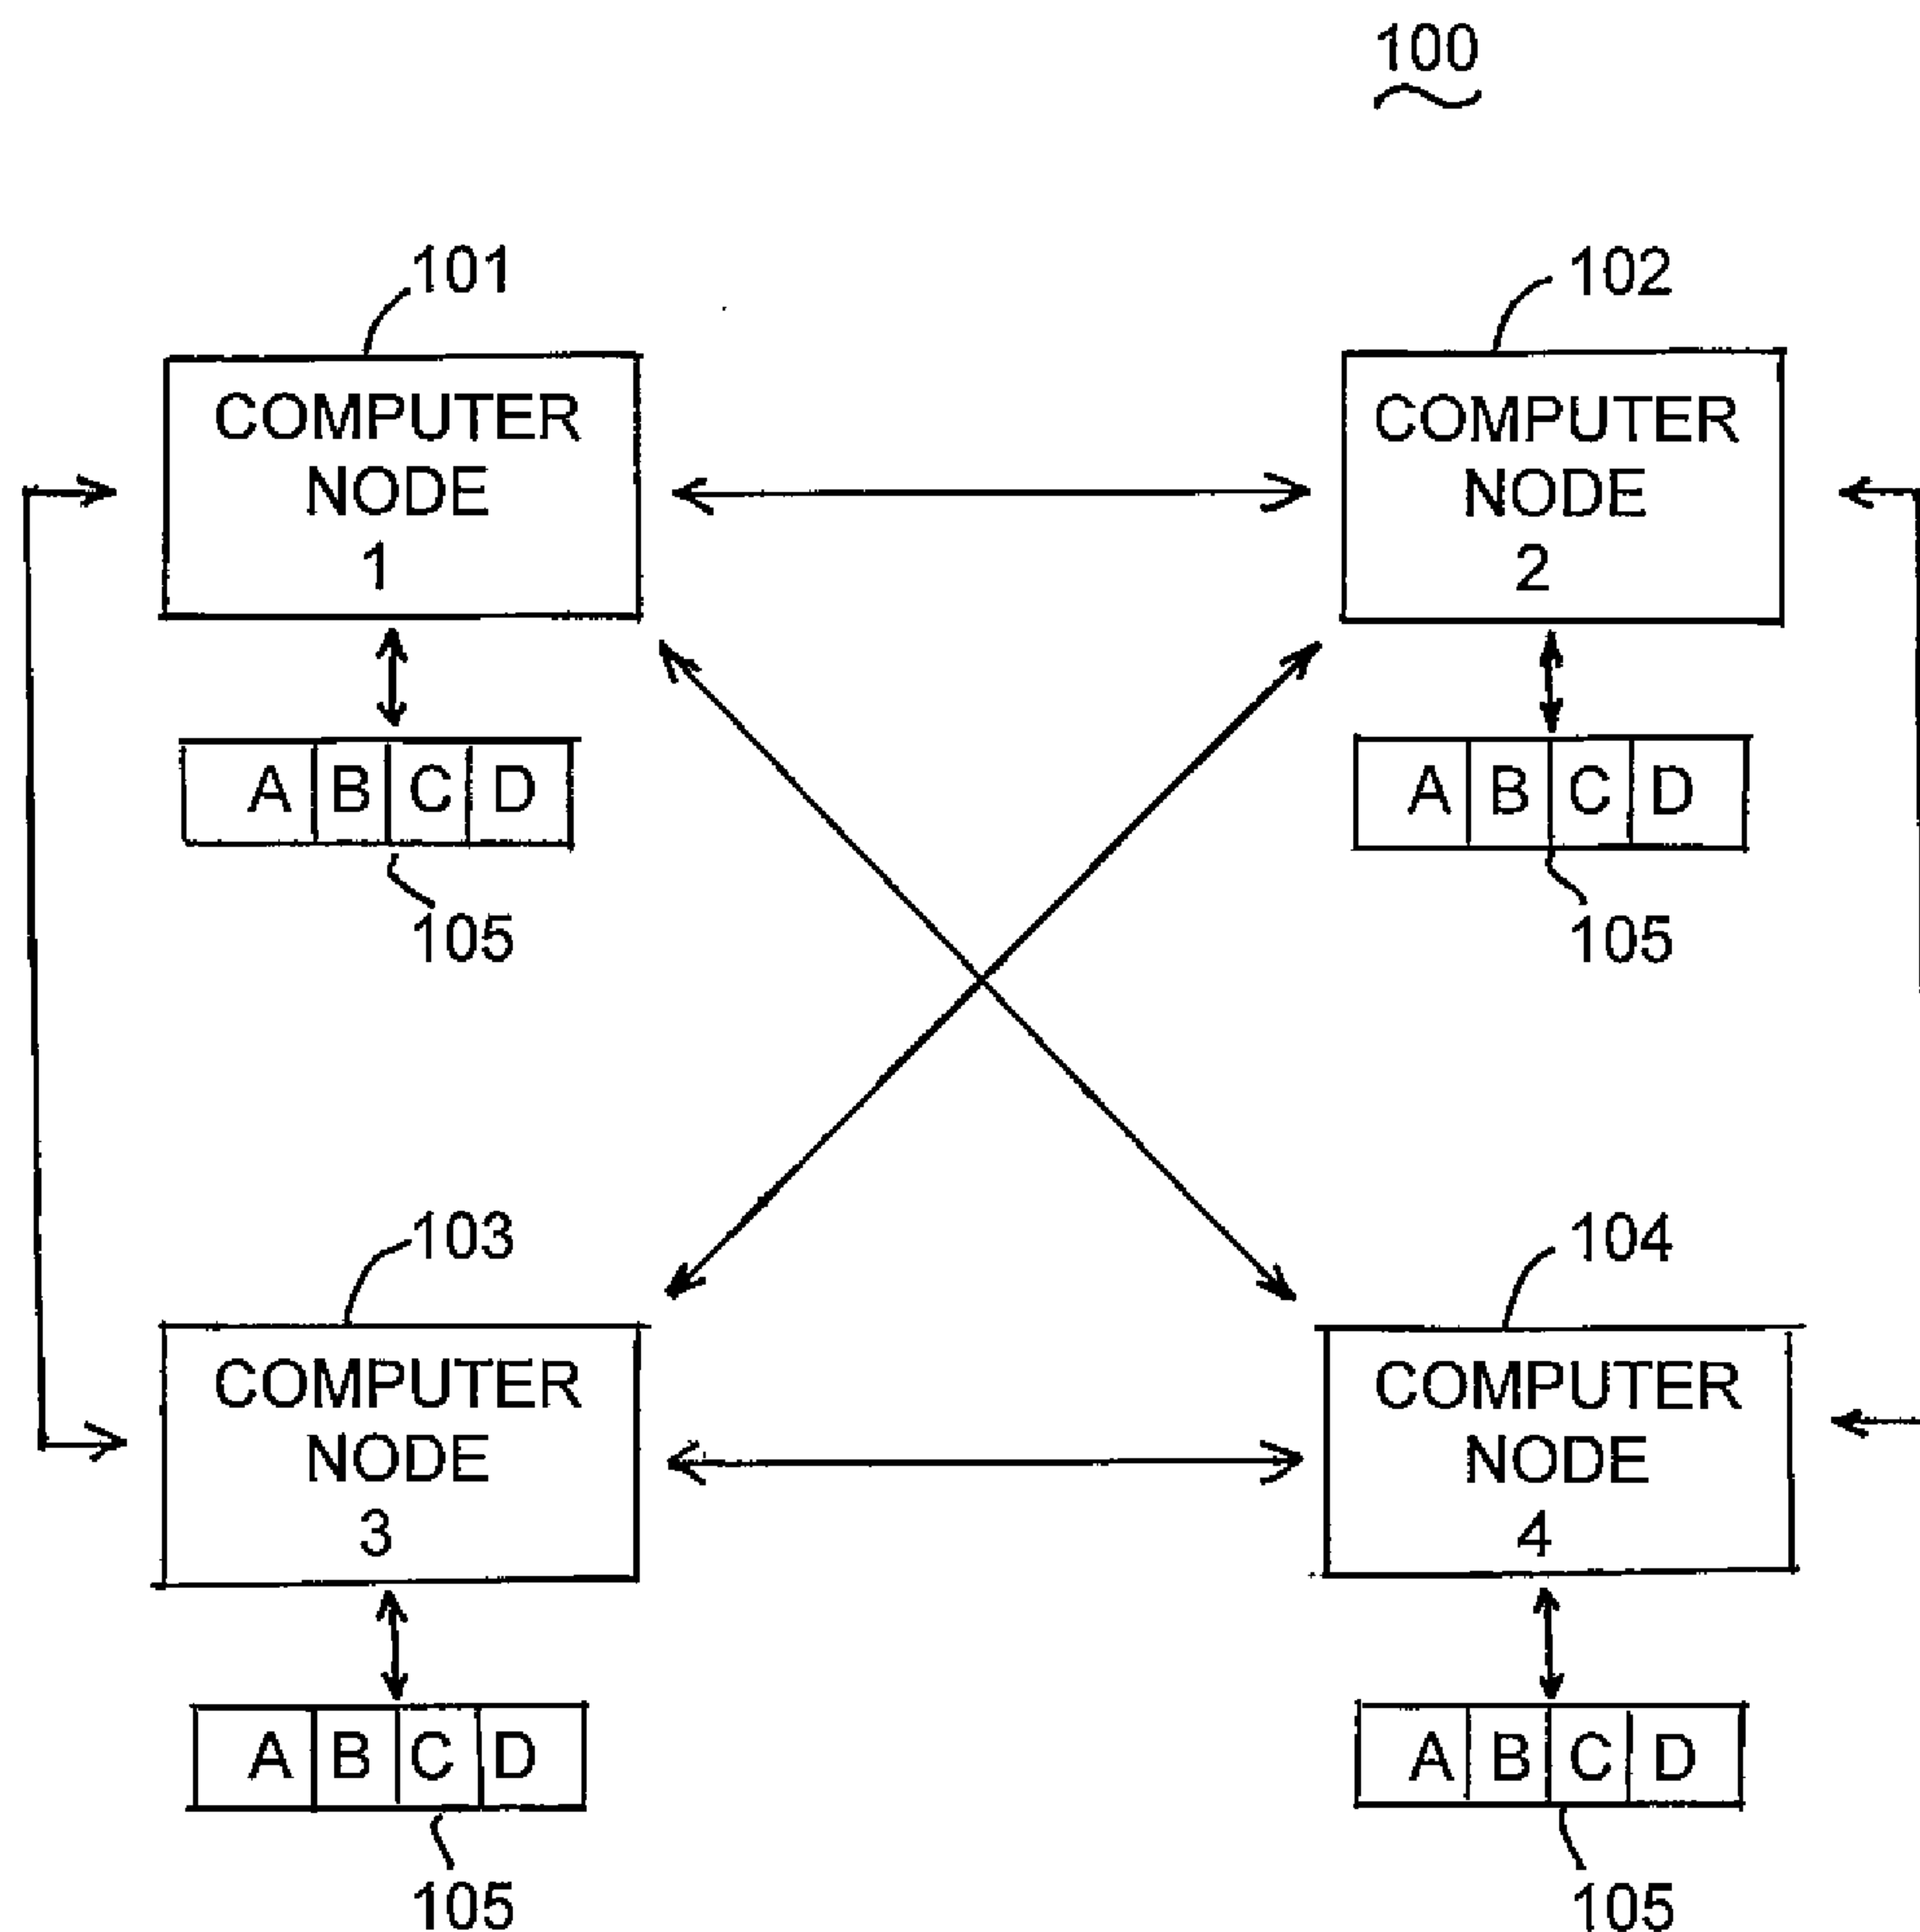 100
101
102
COMPUTER
NODE
1
COMPUTER
NODE
2
A B C D
A B C D
105
105
103
104
COMPUTER
NODE
3
COMPUTER
NODE
4
A B C D
A B C D
105
105